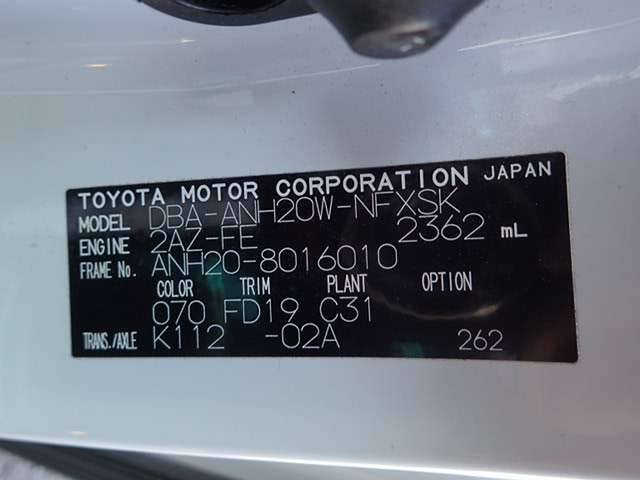 TOYOTA MOTOR CORPORATION JAPAN
MODEL DBA-ANH20W-NFXSK
ENGINE 2AZ-FE 2362 mL
FRAME No. ANH20-8016010
COLOR TRIM PLANT OPTION
070 FD19 C31
TRANS./AXLE K112 -02A 262